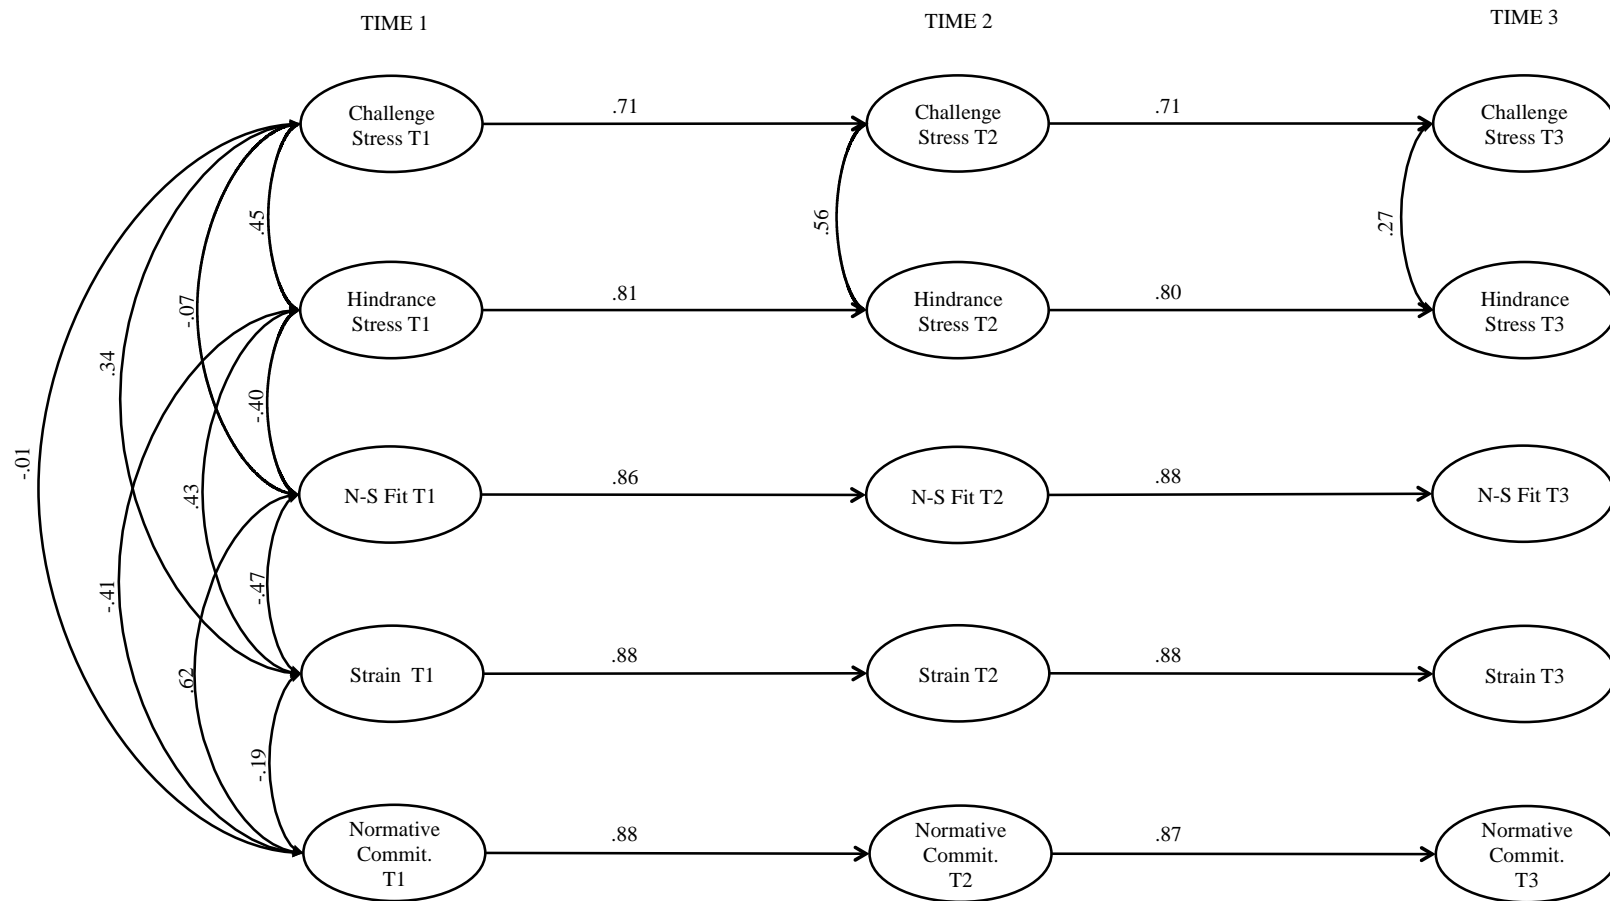 TIME 1
TIME 2
TIME 3
Challenge
Stress T1
.71
Challenge
Stress T2
.71
Challenge
Stress T3
.45
.56
.27
Hindrance
Stress T1
.81
Hindrance
Stress T2
.80
Hindrance
Stress T3
-.07
.34
-.40
-.01
N-S Fit T1
.86
N-S Fit T2
.88
N-S Fit T3
.43
-.47
-.41
Strain T1
.88
Strain T2
.88
Strain T3
.62
-.19
Normative
Commit.
T1
.88
Normative
Commit.
T2
.87
Normative
Commit.
T3